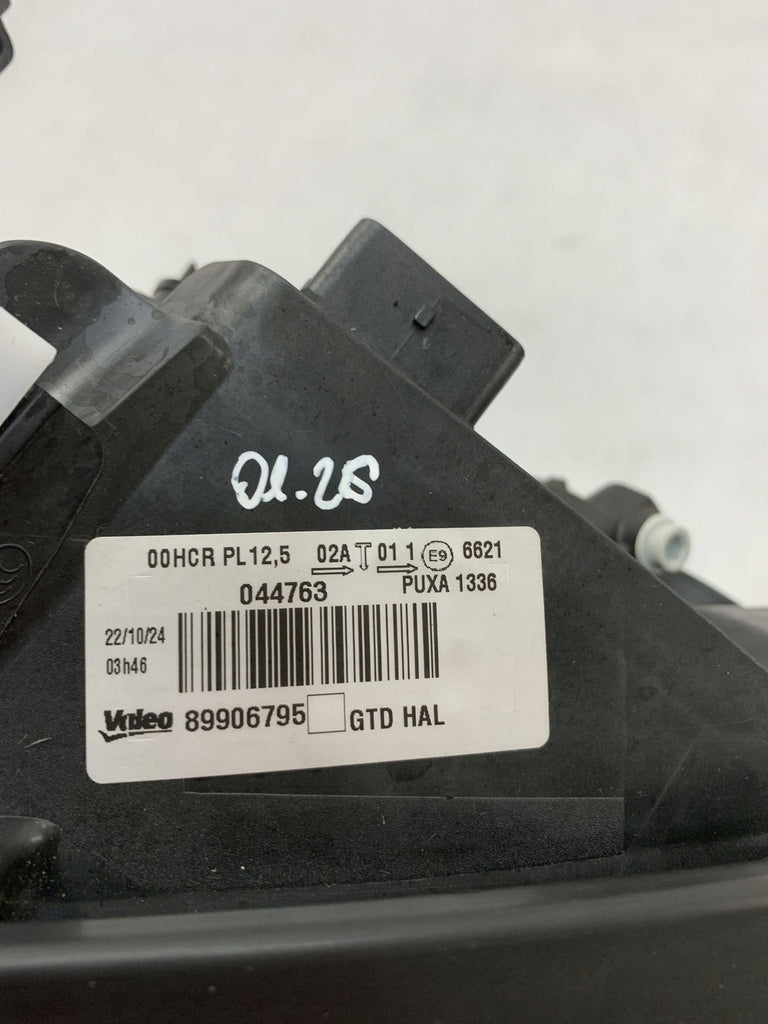 01.26
00HCR PL12,5 02A 01 1 E9 6621
044763 PUXA 1336
22/10/24
03h46
Valeo 89906795 GTD HAL